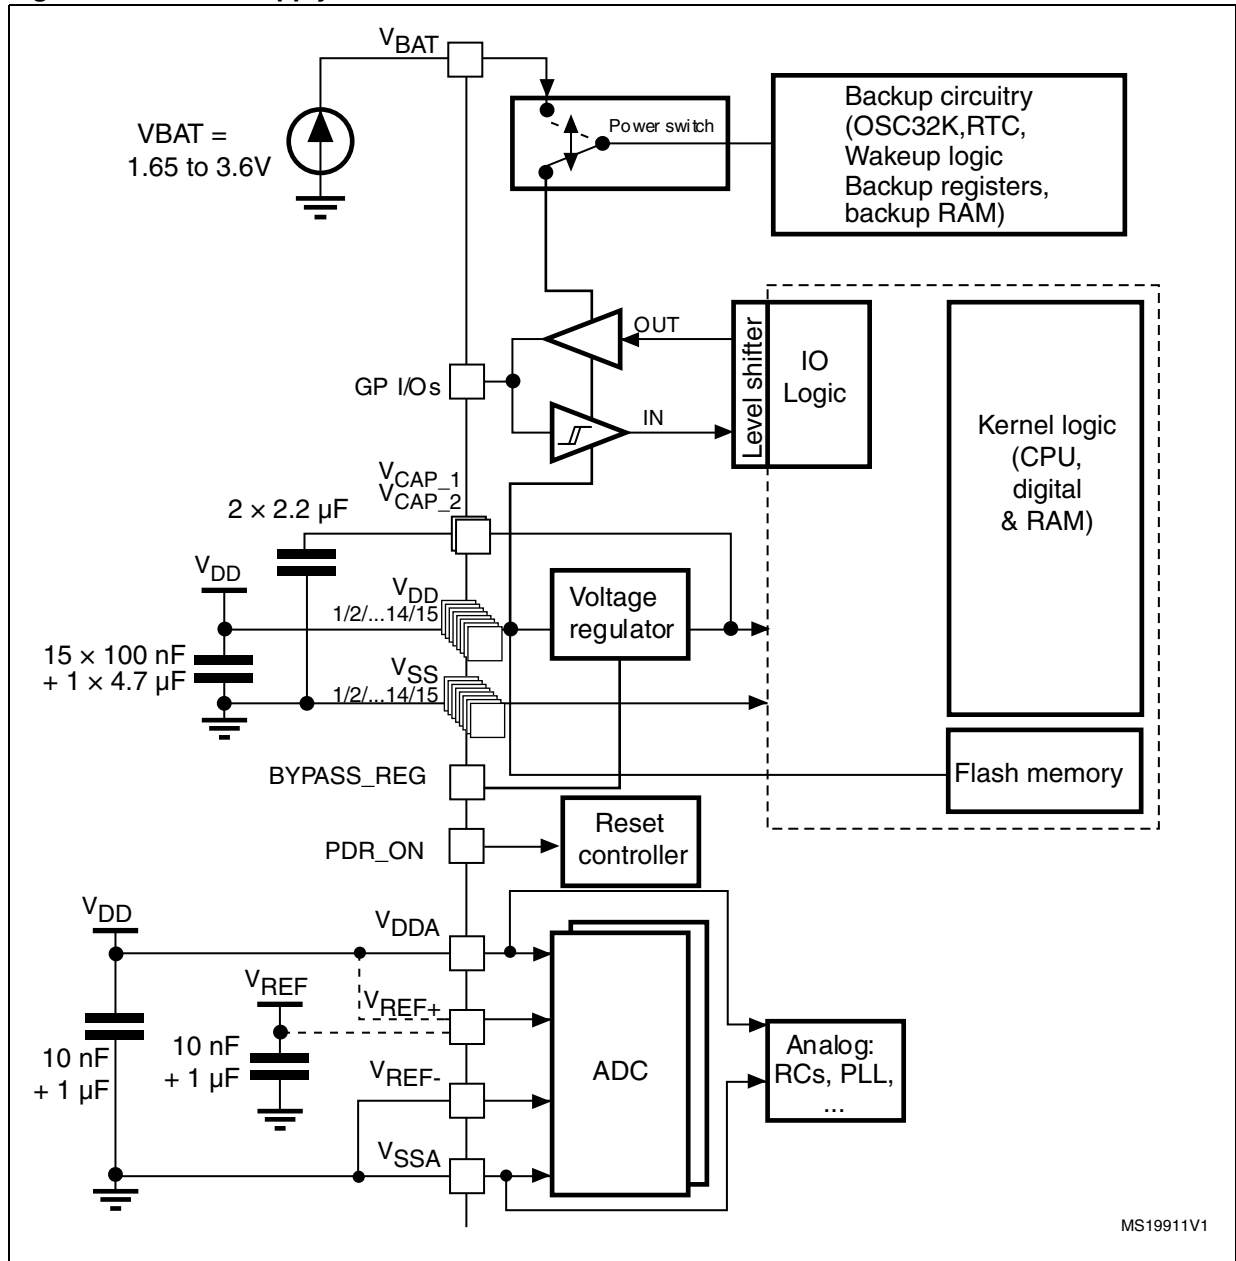 VBAT
VBAT =
1.65 to 3.6V
Power switch
Backup circuitry
(OSC32K,RTC,
Wakeup logic
Backup registers,
backup RAM)
OUT
GP I/Os
IN
Level shifter
IO
Logic
Kernel logic
(CPU,
digital
& RAM)
VCAP_1
VCAP_2
2 × 2.2 µF
VDD
VDD
1/2/...14/15
Voltage
regulator
15 × 100 nF
+ 1 × 4.7 µF
VSS
1/2/...14/15
BYPASS_REG
Flash memory
PDR_ON
Reset
controller
VDD
VDDA
VREF
VREF+
10 nF
+ 1 µF
10 nF
+ 1 µF
VREF-
ADC
Analog:
RCs, PLL,
...
VSSA
MS19911V1